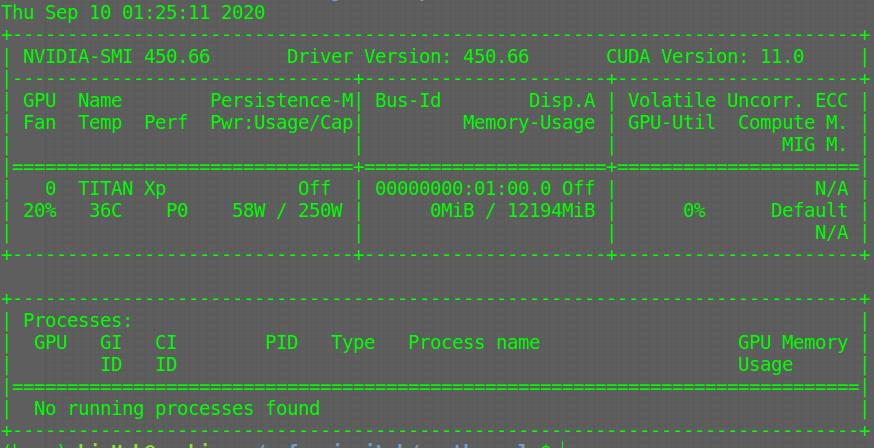 Thu Sep 10 01:25:11 2020
+-----------------------------------------------------------------------------+
| NVIDIA-SMI 450.66       Driver Version: 450.66       CUDA Version: 11.0     |
|-------------------------------+----------------------+----------------------+
| GPU  Name        Persistence-M| Bus-Id        Disp.A | Volatile Uncorr. ECC |
| Fan  Temp  Perf  Pwr:Usage/Cap|         Memory-Usage | GPU-Util  Compute M. |
|                               |                      |               MIG M. |
|===============================+======================+======================|
|   0  TITAN Xp            Off  | 00000000:01:00.0 Off |                  N/A |
| 20%   36C    P0    58W / 250W |      0MiB / 12194MiB |      0%      Default |
|                               |                      |                  N/A |
+-------------------------------+----------------------+----------------------+

+-----------------------------------------------------------------------------+
| Processes:                                                                  |
|  GPU   GI   CI        PID   Type   Process name                  GPU Memory |
|        ID   ID                                                   Usage      |
|=============================================================================|
|  No running processes found                                                 |
+-----------------------------------------------------------------------------+